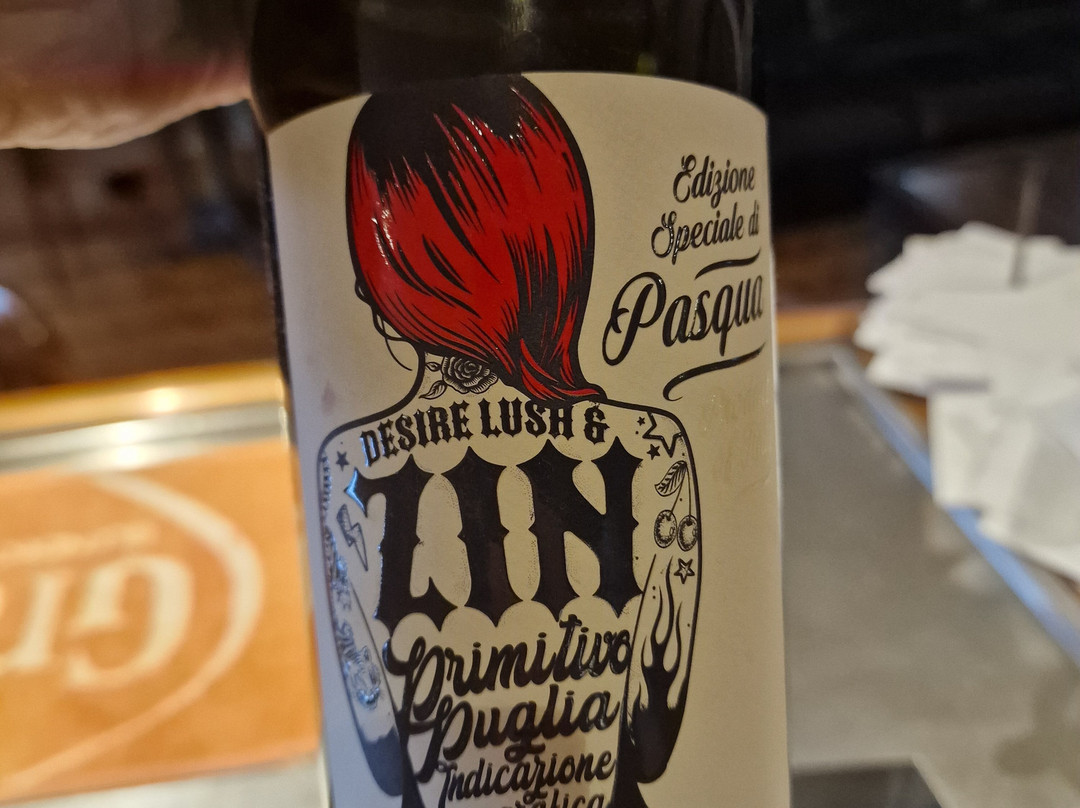 Edizione
Speciale di
Pasqua
DESIRE LUSH &
ZIN
Primitivo
Puglia
Indicazione